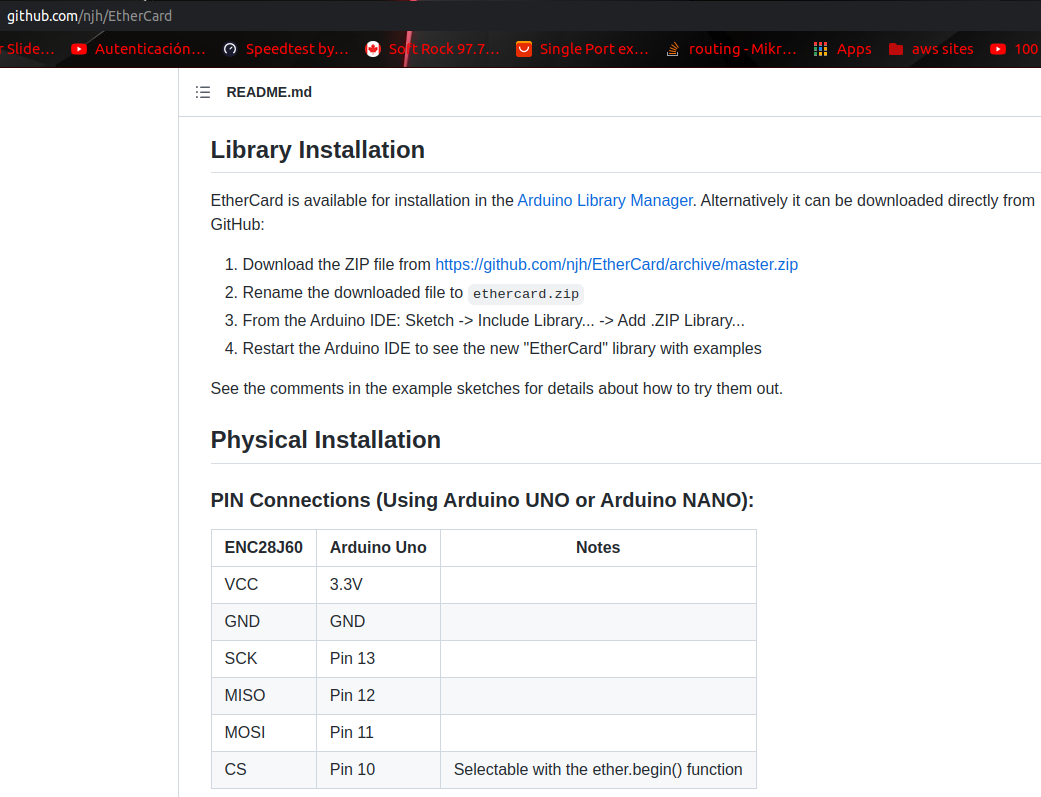 github.com/njh/EtherCard
r Slide… Autenticación… Speedtest by… Soft Rock 97.7… Single Port ex… routing - Mikr… Apps aws sites 100
README.md
Library Installation
EtherCard is available for installation in the Arduino Library Manager. Alternatively it can be downloaded directly from
GitHub:
1. Download the ZIP file from https://github.com/njh/EtherCard/archive/master.zip
2. Rename the downloaded file to ethercard.zip
3. From the Arduino IDE: Sketch -> Include Library... -> Add .ZIP Library...
4. Restart the Arduino IDE to see the new "EtherCard" library with examples
See the comments in the example sketches for details about how to try them out.
Physical Installation
PIN Connections (Using Arduino UNO or Arduino NANO):
ENC28J60 Arduino Uno Notes
VCC 3.3V
GND GND
SCK Pin 13
MISO Pin 12
MOSI Pin 11
CS Pin 10 Selectable with the ether.begin() function